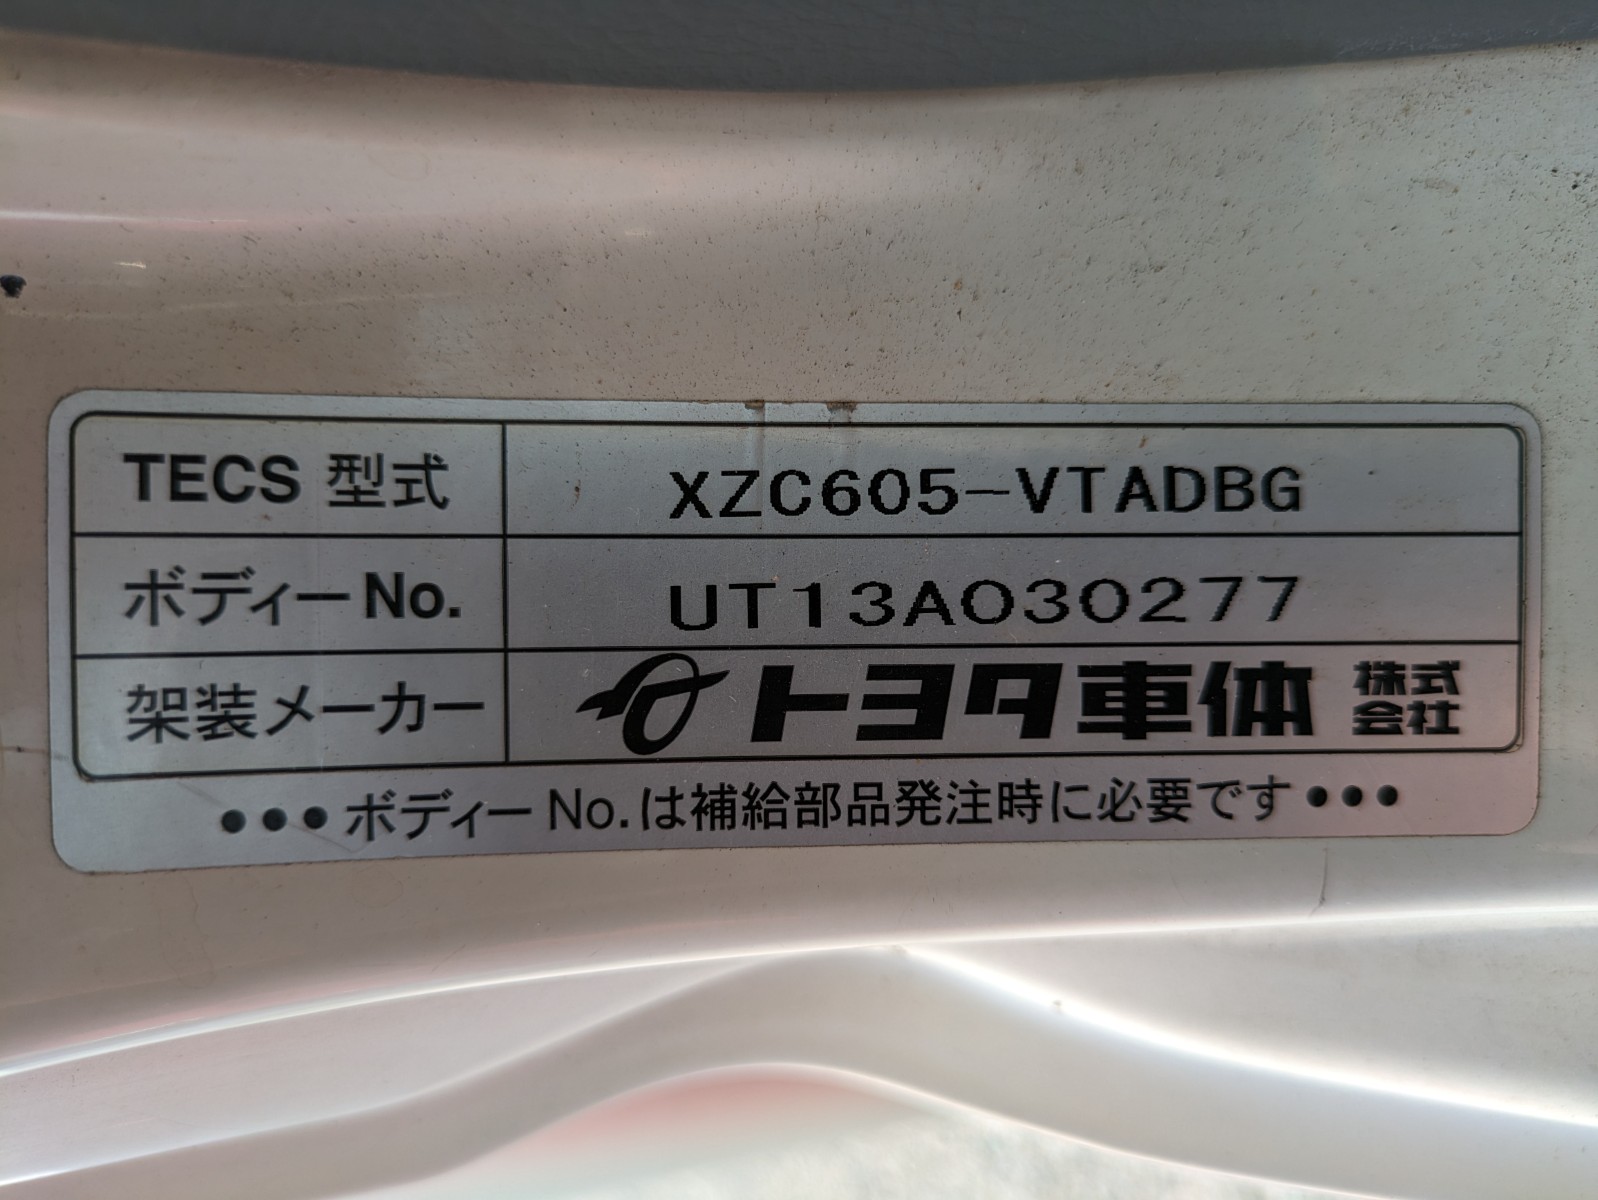 TECS 型式 XZC605-VTADBG
ボディーNo. UT13A030277
架装メーカー トヨタ車体 株式会社
●●●ボディーNo.は補給部品発注時に必要です●●●